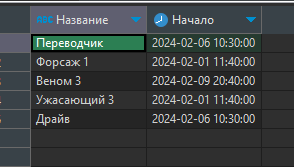 ABC Название Начало
Переводчик 2024-02-06 10:30:00
Форсаж 1 2024-02-01 11:40:00
Веном 3 2024-02-09 20:40:00
Ужасающий 3 2024-02-01 11:40:00
Драйв 2024-02-06 10:30:00